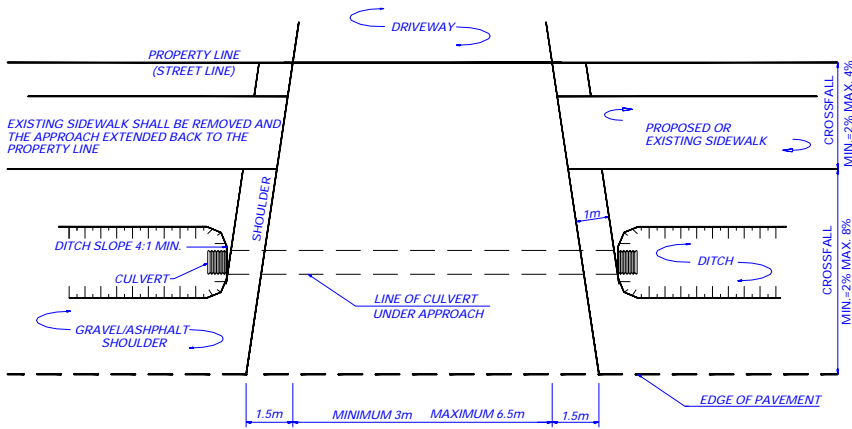 DRIVEWAY
PROPERTY LINE
(STREET LINE)
EXISTING SIDEWALK SHALL BE REMOVED AND
THE APPROACH EXTENDED BACK TO THE
PROPERTY LINE
PROPOSED OR
EXISTING SIDEWALK
CROSSFALL
MIN.=2% MAX. 4%
SHOULDER
1m
DITCH SLOPE 4:1 MIN.
CULVERT
DITCH
CROSSFALL
MIN.=2% MAX. 8%
LINE OF CULVERT
UNDER APPROACH
GRAVEL/ASHPHALT
SHOULDER
EDGE OF PAVEMENT
1.5m
MINIMUM 3m MAXIMUM 6.5m
1.5m